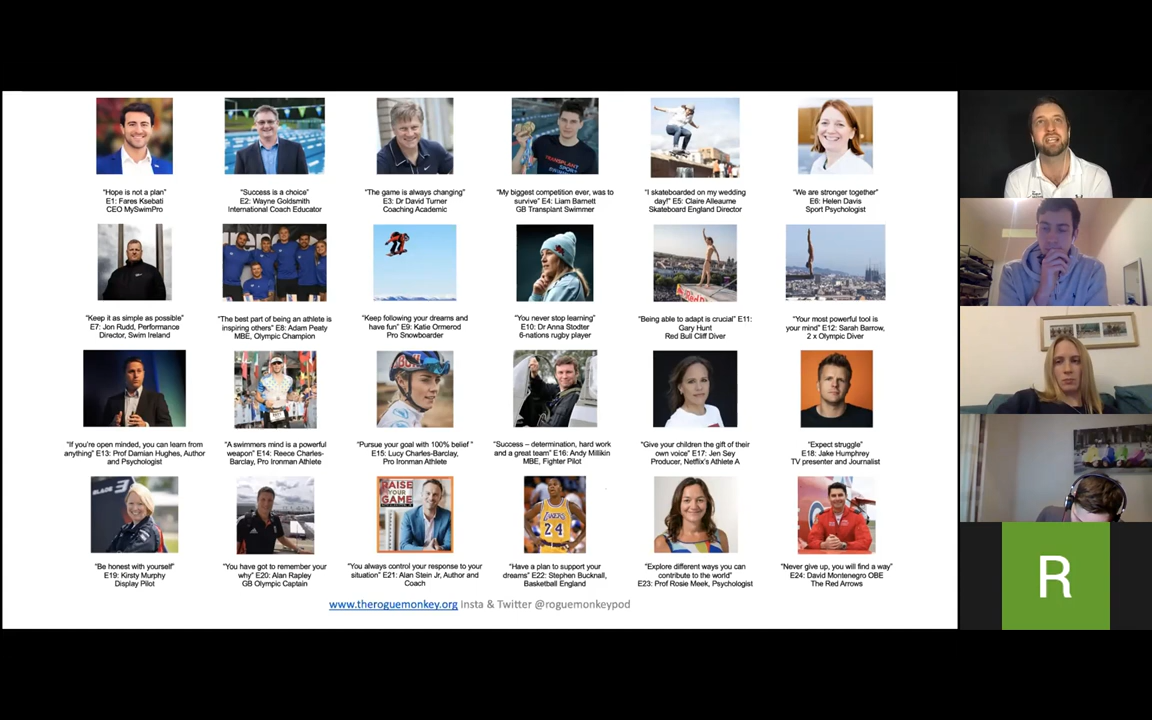 "Hope is not a plan"
E1: Fares Ksebati
CEO MySwimPro
"Success is a choice"
E2: Wayne Goldsmith
International Coach Educator
"The game is always changing"
E3: Dr David Turner
Coaching Academic
"My biggest competition ever, was to
survive" E4: Liam Barnett
GB Transplant Swimmer
"I skateboarded on my wedding
day!" E5: Claire Alleaume
Skateboard England Director
"We are stronger together"
E6: Helen Davis
Sport Psychologist
"Keep it as simple as possible"
E7: Jon Rudd, Performance
Director, Swim Ireland
"The best part of being an athlete is
inspiring others" E8: Adam Peaty
MBE, Olympic Champion
"Keep following your dreams and
have fun" E9: Katie Ormerod
Pro Snowboarder
"You never stop learning"
E10: Dr Anna Stodter
6-nations rugby player
"Being able to adapt is crucial" E11:
Gary Hunt
Red Bull Cliff Diver
"Your most powerful tool is
your mind" E12: Sarah Barrow,
2 x Olympic Diver
"If you're open minded, you can learn from
anything" E13: Prof Damian Hughes, Author
and Psychologist
"A swimmers mind is a powerful
weapon" E14: Reece Charles-
Barclay, Pro Ironman Athlete
"Pursue your goal with 100% belief "
E15: Lucy Charles-Barclay,
Pro Ironman Athlete
"Success – determination, hard work
and a great team" E16: Andy Millikin
MBE, Fighter Pilot
"Give your children the gift of their
own voice" E17: Jen Sey
Producer, Netflix's Athlete A
"Expect struggle"
E18: Jake Humphrey
TV presenter and Journalist
RAISE
YOUR
GAME
LAKERS
24
"Be honest with yourself"
E19: Kirsty Murphy
Display Pilot
"You have got to remember your
why" E20: Alan Rapley
GB Olympic Captain
"You always control your response to your
situation" E21: Alan Stein Jr, Author and
Coach
"Have a plan to support your
dreams" E22: Stephen Bucknall,
Basketball England
"Explore different ways you can
contribute to the world"
E23: Prof Rosie Meek, Psychologist
"Never give up, you will find a way"
E24: David Montenegro OBE
The Red Arrows
www.theroguemonkey.org Insta & Twitter @roguemonkeypod
R